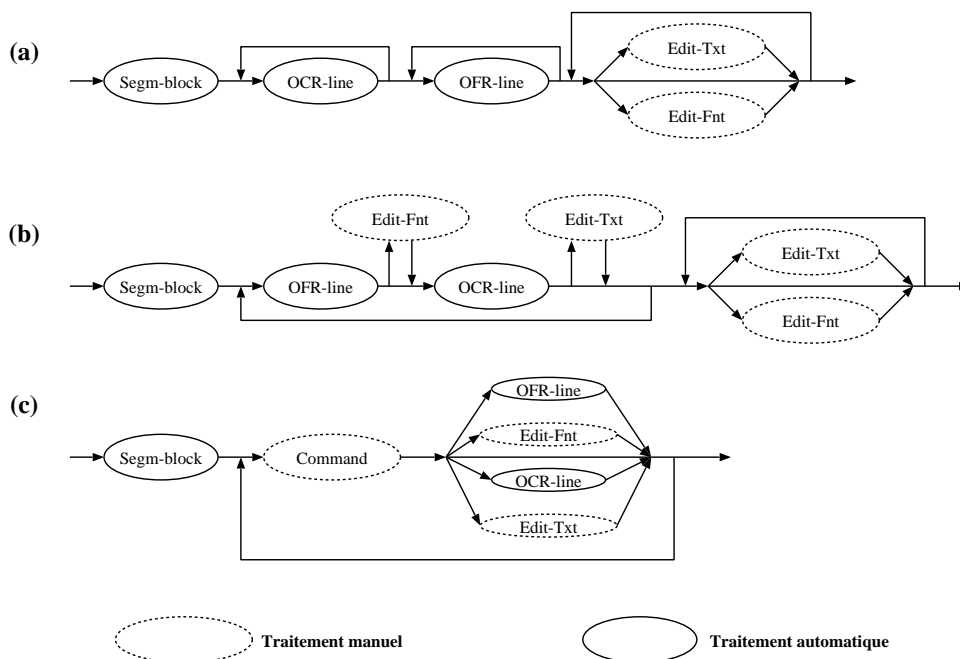 (a)
Segm-block
OCR-line
OFR-line
Edit-Txt
Edit-Fnt
(b)
Edit-Fnt
Edit-Txt
Segm-block
OFR-line
OCR-line
Edit-Txt
Edit-Fnt
(c)
Segm-block
Command
OFR-line
Edit-Fnt
OCR-line
Edit-Txt
Traitement manuel
Traitement automatique